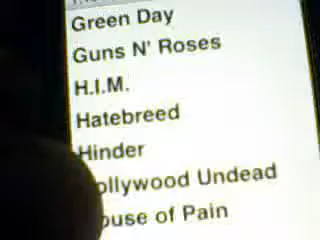 Green Day
Guns N' Roses
H.I.M.
Hatebreed
Hinder
ollywood Undead
ouse of Pain